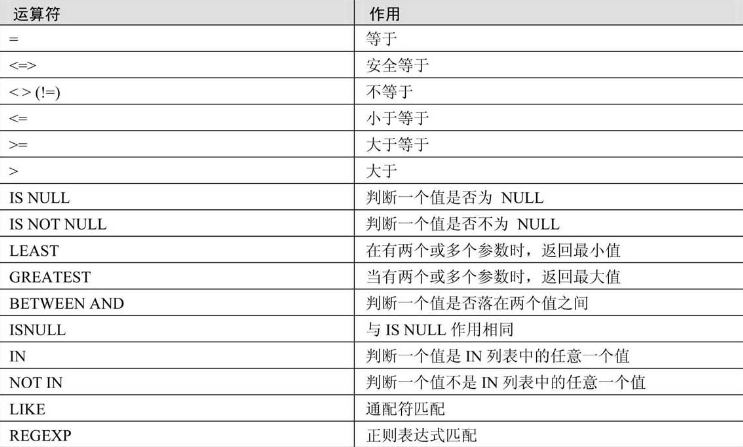 运算符 作用
= 等于
<=> 安全等于
< > (!=) 不等于
<= 小于等于
>= 大于等于
> 大于
IS NULL 判断一个值是否为 NULL
IS NOT NULL 判断一个值是否不为 NULL
LEAST 在有两个或多个参数时，返回最小值
GREATEST 当有两个或多个参数时，返回最大值
BETWEEN AND 判断一个值是否落在两个值之间
ISNULL 与 IS NULL 作用相同
IN 判断一个值是 IN 列表中的任意一个值
NOT IN 判断一个值不是 IN 列表中的任意一个值
LIKE 通配符匹配
REGEXP 正则表达式匹配